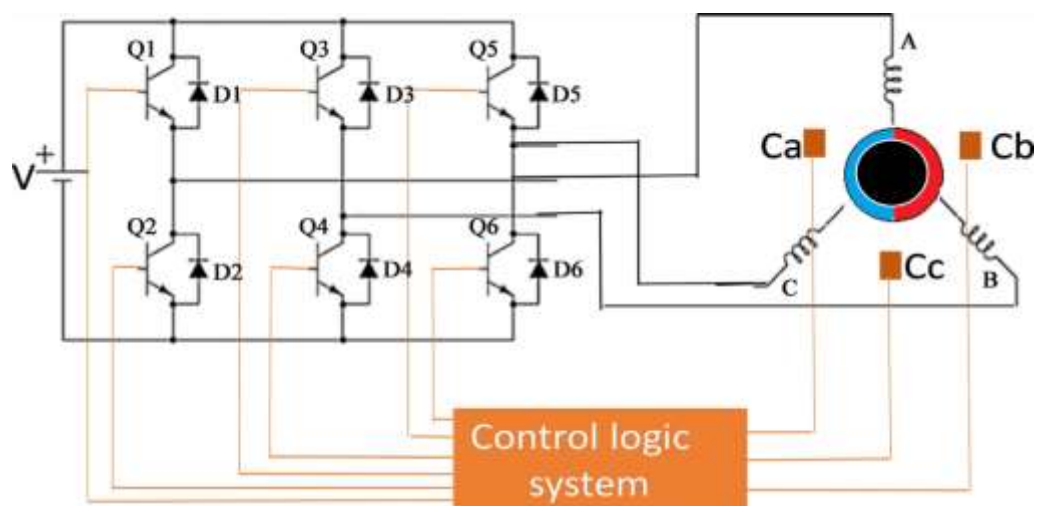 Q1
D1
Q3
D3
Q5
D5
A
V
+
Ca
Cb
Q2
D2
Q4
D4
Q6
D6
C
Cc
B
Control logic
system